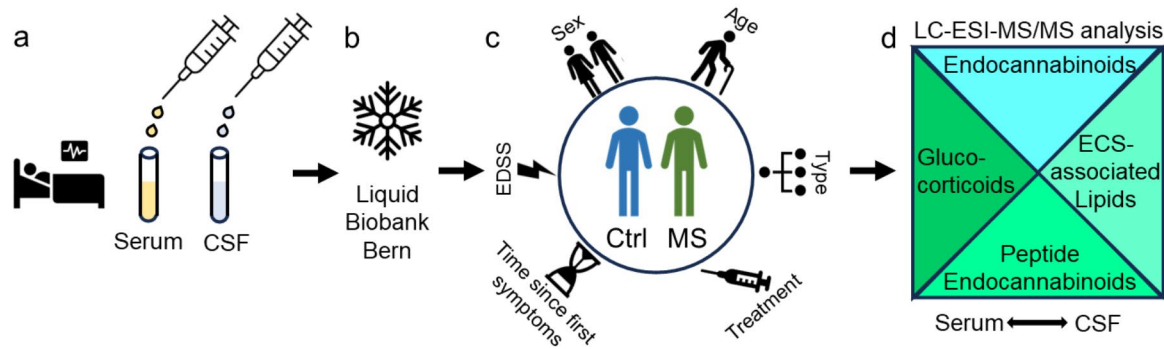 a
Serum
CSF
b
Liquid
Biobank
Bern
c
Sex
Age
EDSS
Type
Ctrl
MS
Time since first
symptoms
Treatment
d
LC-ESI-MS/MS analysis
Endocannabinoids
Gluco-
corticoids
ECS-
associated
Lipids
Peptide
Endocannabinoids
Serum
CSF